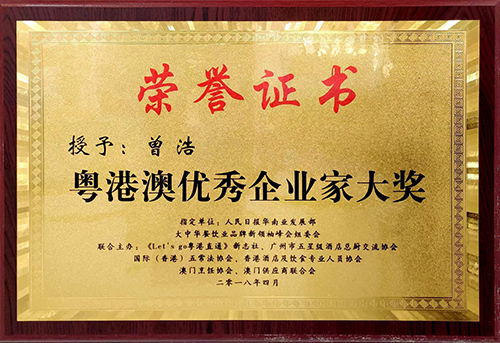 荣誉证书
授予：曾浩
粤港澳优秀企业家大奖
指定单位：人民日报华南业发展部
大中华餐饮业品牌新领袖峰会组委会
联合主办：《Let's go粤港直通》新志社、广州市五星级酒店总厨交流协会
国际（香港）五常法协会、香港酒店及饮食专业人员协会
澳门烹饪协会、澳门供应商联合会
二零一八年四月